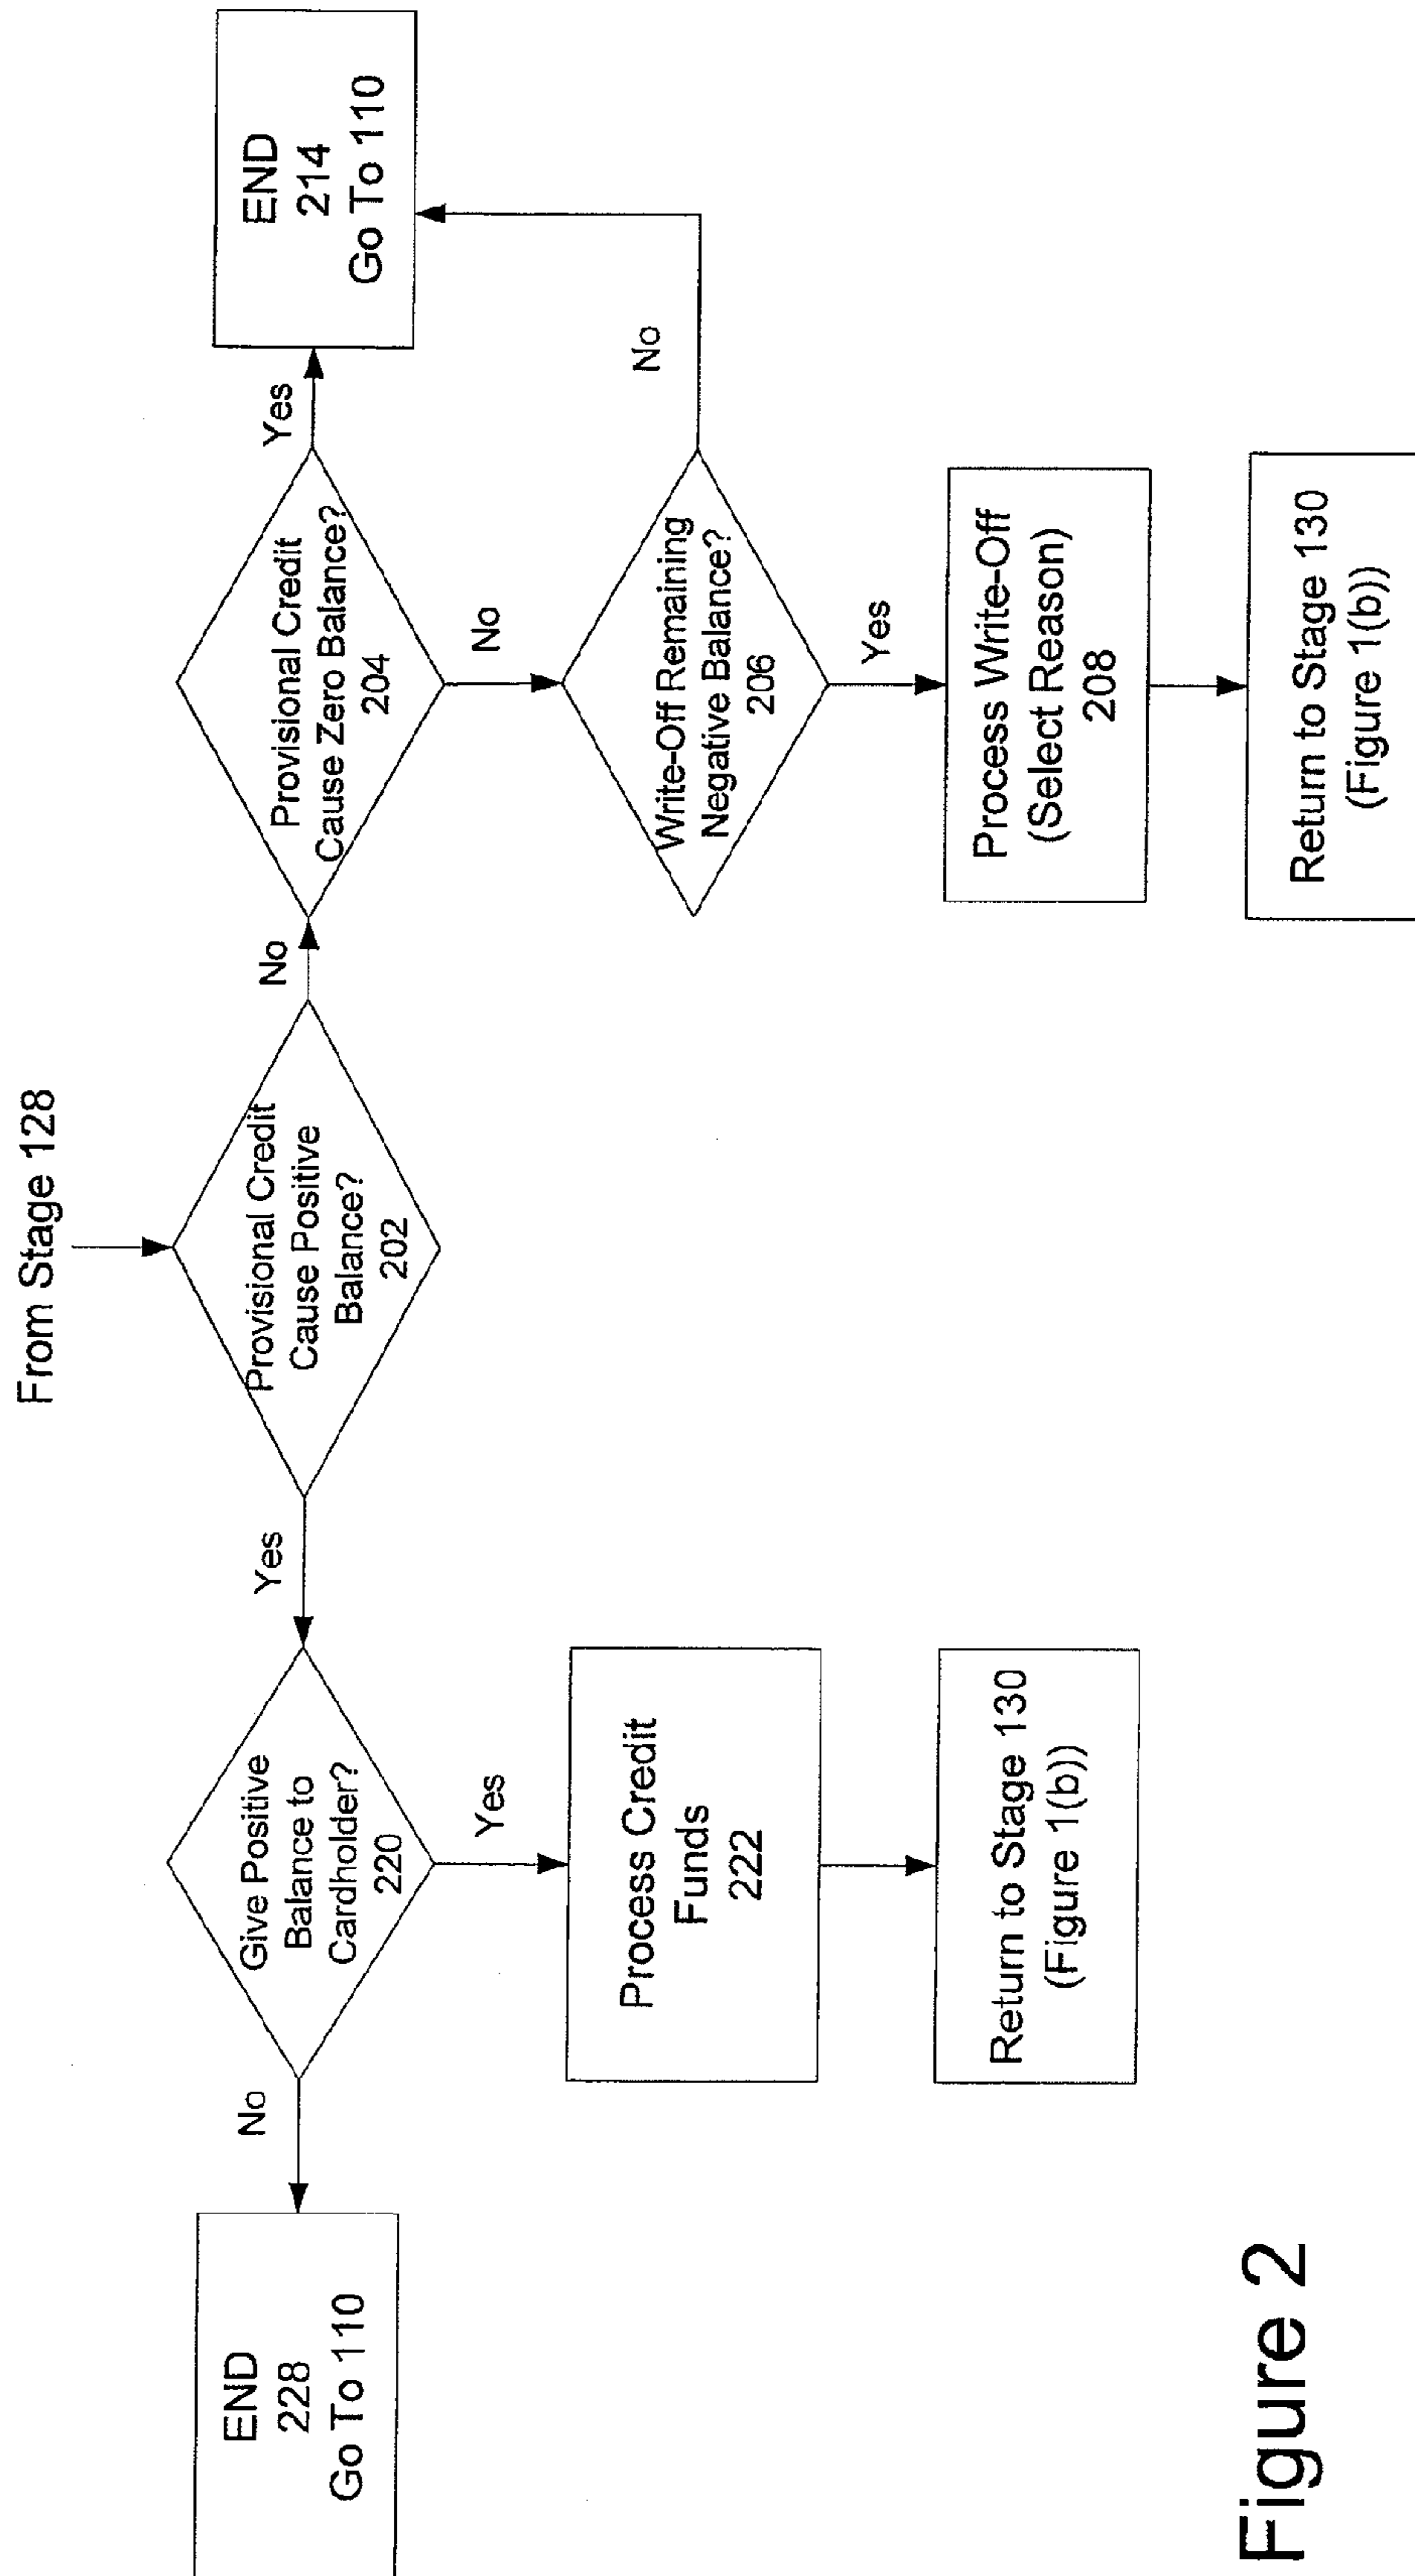 From Stage 128
Provisional Credit
Cause Positive
Balance?
202
Yes
No
Give Positive
Balance to
Cardholder?
220
No
END
228
Go To 110
Yes
Process Credit
Funds
222
Return to Stage 130
(Figure 1(b))
Provisional Credit
Cause Zero Balance?
204
Yes
END
214
Go To 110
No
Write-Off Remaining
Negative Balance?
206
No
Yes
Process Write-Off
(Select Reason)
208
Return to Stage 130
(Figure 1(b))
Figure 2